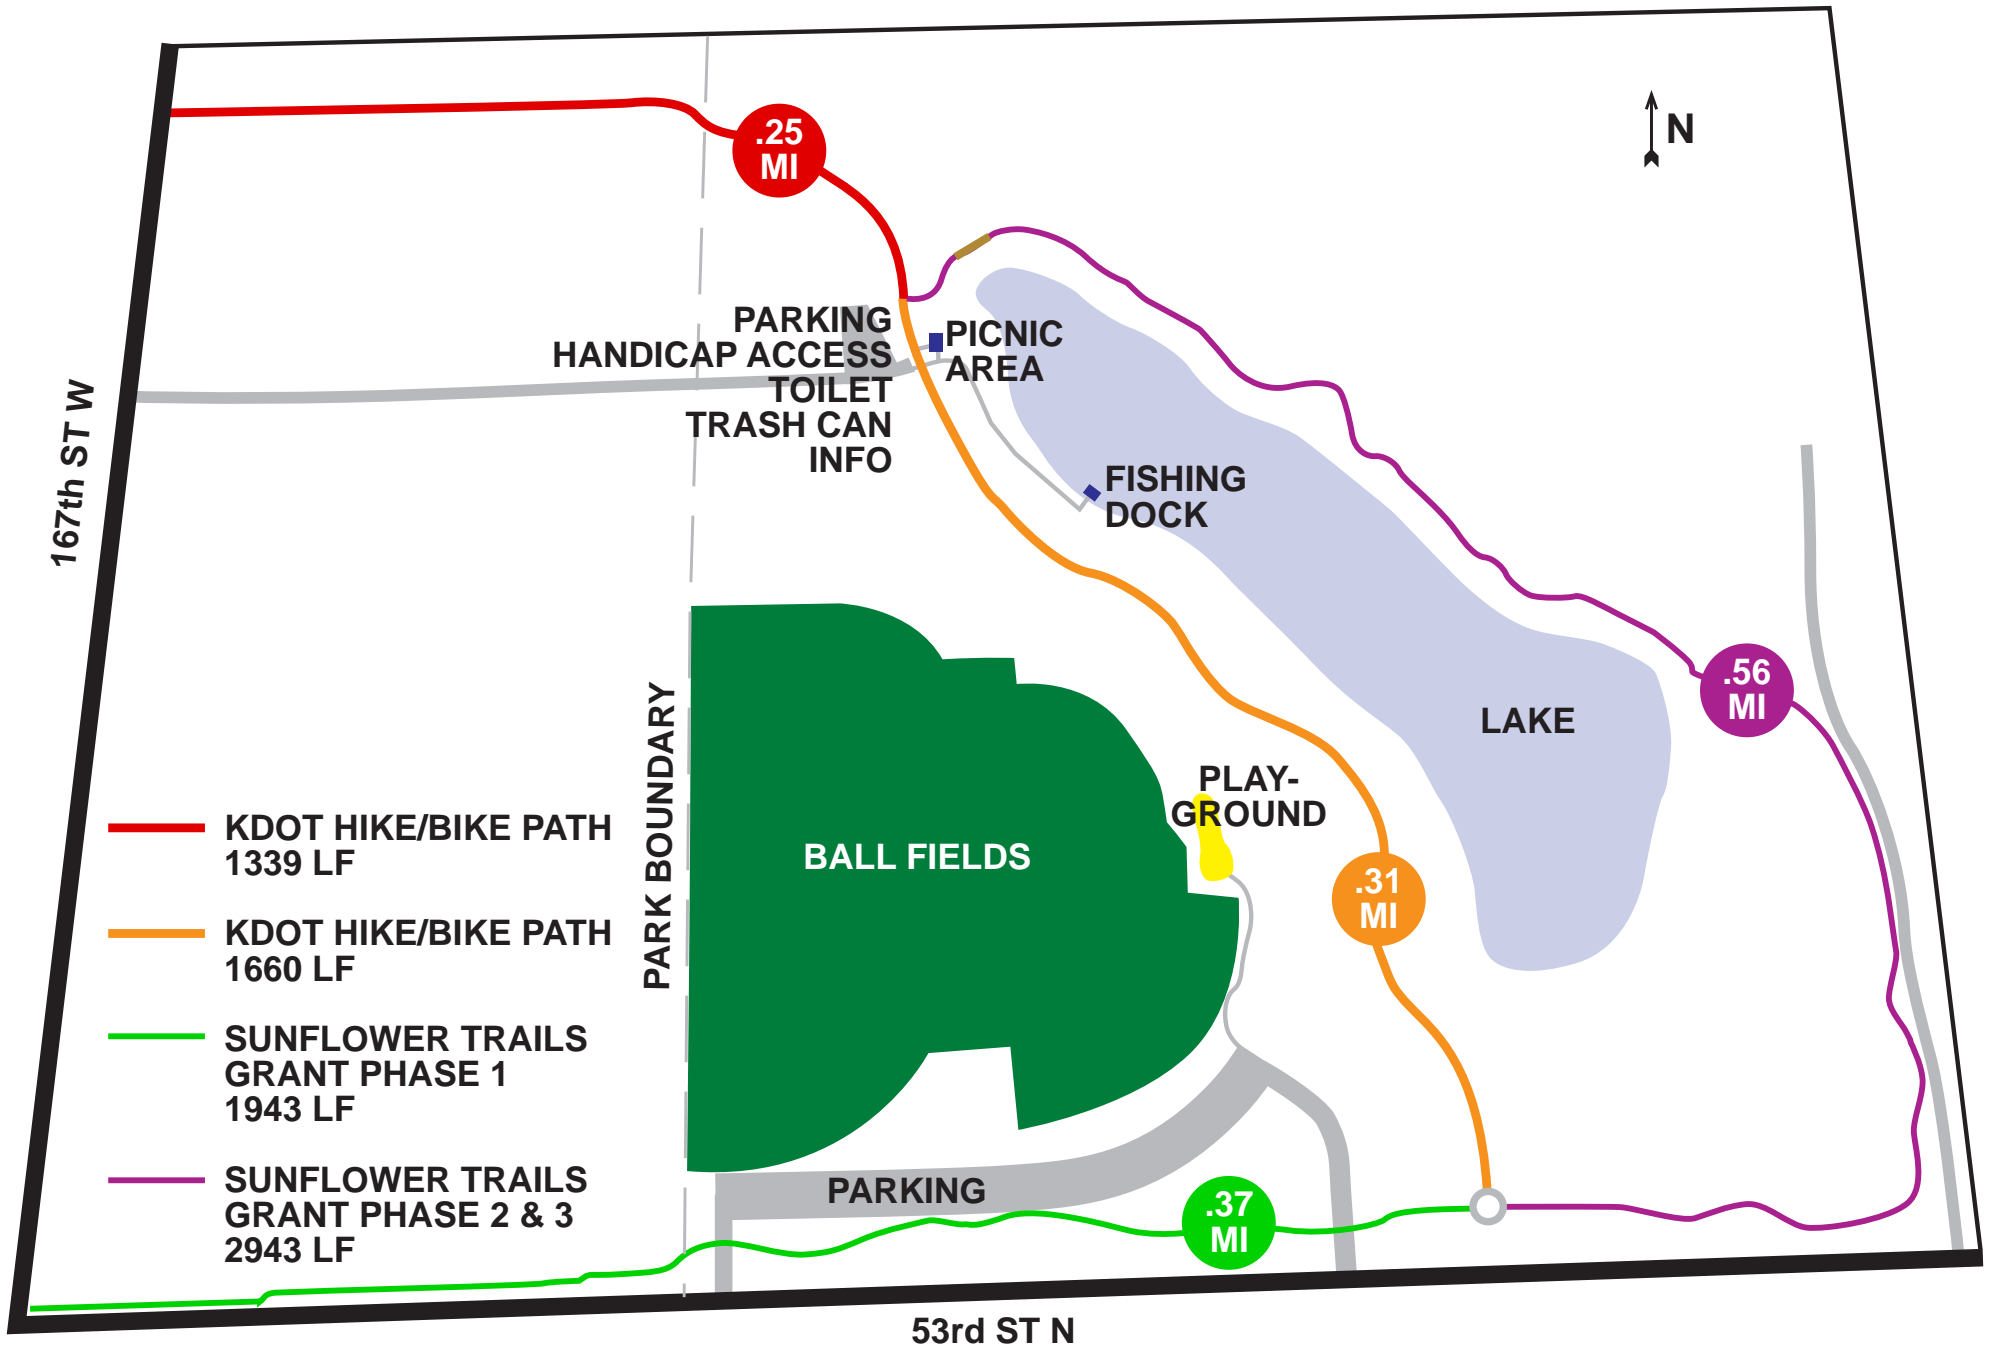 .25
MI
N
PARKING
HANDICAP ACCESS
TOILET
TRASH CAN
INFO
PICNIC
AREA
167th ST W
FISHING
DOCK
.56
MI
LAKE
PARK BOUNDARY
PLAY-
GROUND
BALL FIELDS
.31
MI
KDOT HIKE/BIKE PATH
1339 LF
KDOT HIKE/BIKE PATH
1660 LF
SUNFLOWER TRAILS
GRANT PHASE 1
1943 LF
SUNFLOWER TRAILS
GRANT PHASE 2 & 3
2943 LF
PARKING
.37
MI
53rd ST N